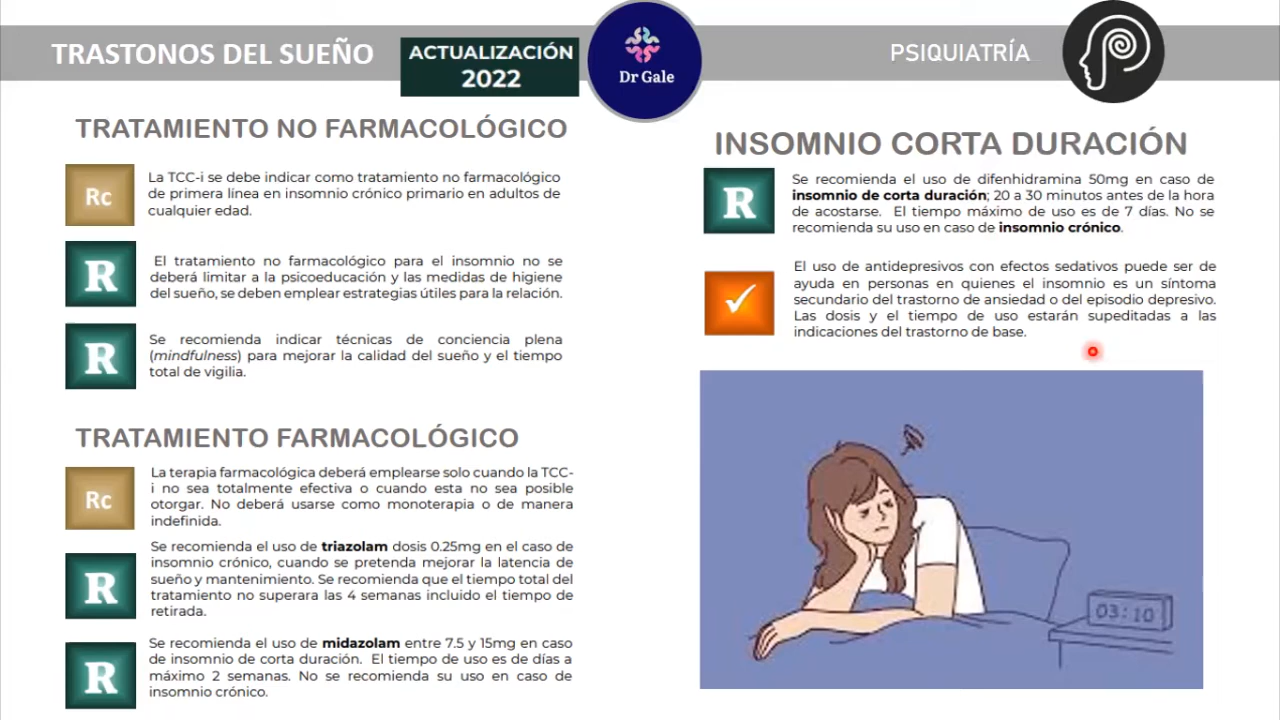 TRASTONOS DEL SUEÑO
ACTUALIZACIÓN
2022
Dr Gale
PSIQUIATRÍA
TRATAMIENTO NO FARMACOLÓGICO
Rc
La TCC-i se debe indicar como tratamiento no farmacológico
de primera línea en insomnio crónico primario en adultos de
cualquier edad.
R
El tratamiento no farmacológico para el insomnio no se
deberá limitar a la psicoeducación y las medidas de higiene
del sueño, se deben emplear estrategias útiles para la relación.
R
Se recomienda indicar técnicas de conciencia plena
(mindfulness) para mejorar la calidad del sueño y el tiempo
total de vigilia.
TRATAMIENTO FARMACOLÓGICO
Rc
La terapia farmacológica deberá emplearse solo cuando la TCC-
i no sea totalmente efectiva o cuando esta no sea posible
otorgar. No deberá usarse como monoterapia o de manera
indefinida.
R
Se recomienda el uso de triazolam dosis 0.25mg en el caso de
insomnio crónico, cuando se pretenda mejorar la latencia de
sueño y mantenimiento. Se recomienda que el tiempo total del
tratamiento no superara las 4 semanas incluido el tiempo de
retirada.
R
Se recomienda el uso de midazolam entre 7.5 y 15mg en caso
de insomnio de corta duración. El tiempo de uso es de días a
máximo 2 semanas. No se recomienda su uso en caso de
insomnio crónico.
INSOMNIO CORTA DURACIÓN
R
Se recomienda el uso de difenhidramina 50mg en caso de
insomnio de corta duración; 20 a 30 minutos antes de la hora
de acostarse. El tiempo máximo de uso es de 7 días. No se
recomienda su uso en caso de insomnio crónico.
El uso de antidepresivos con efectos sedativos puede ser de
ayuda en personas en quienes el insomnio es un síntoma
secundario del trastorno de ansiedad o del episodio depresivo.
Las dosis y el tiempo de uso estarán supeditadas a las
indicaciones del trastorno de base.
03:10